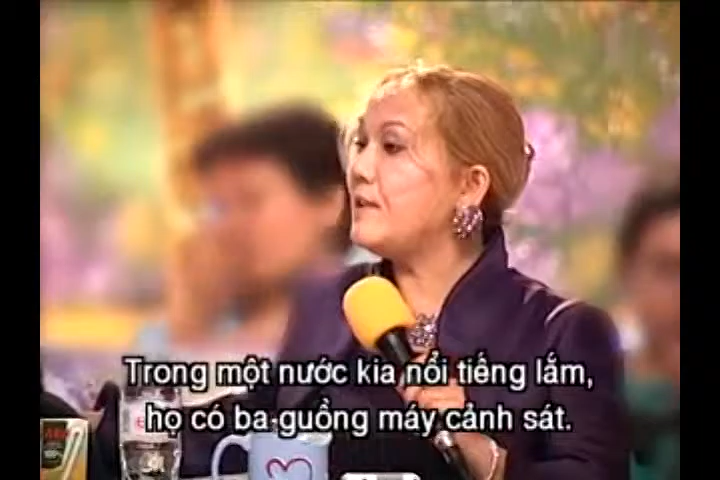 Trong một nước kia nổi tiếng lắm,
họ có ba guồng máy cảnh sát.